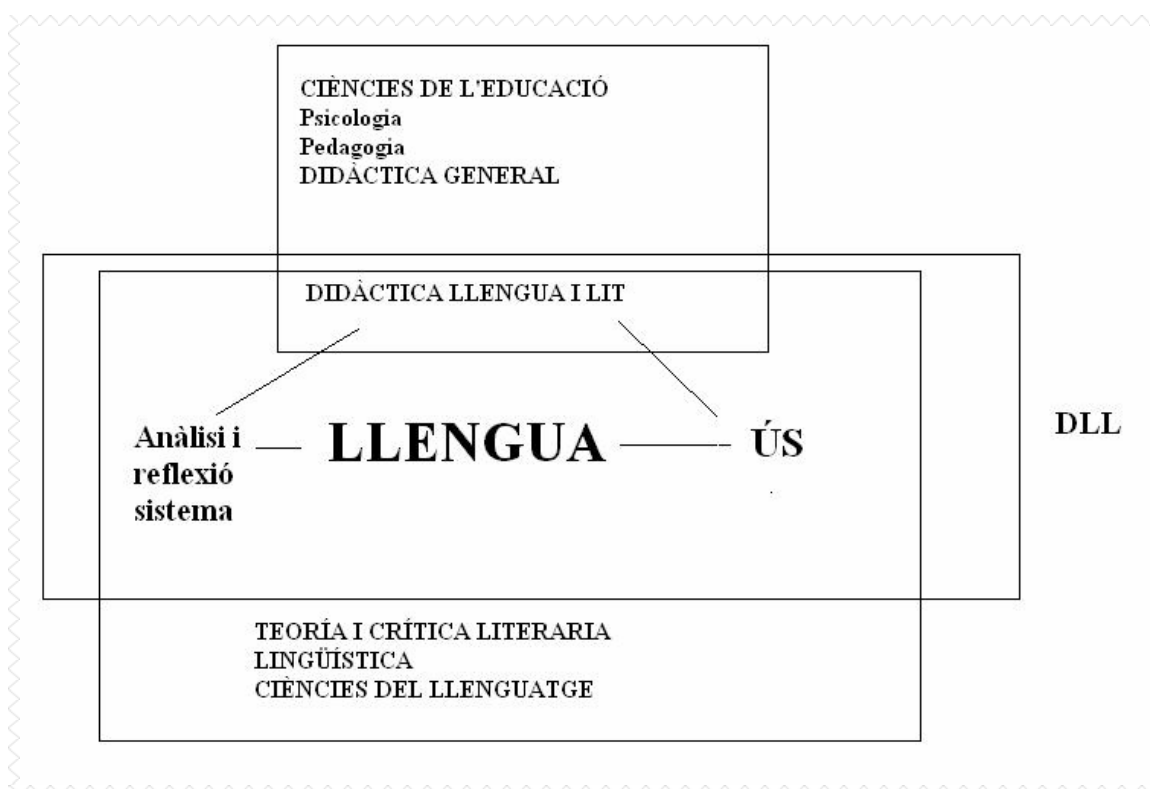 CIÈNCIES DE L'EDUCACIÓ
Psicologia
Pedagogia
DIDÀCTICA GENERAL
DIDÀCTICA LLENGUA I LIT
Anàlisi i
reflexió
sistema
LLENGUA
ÚS
DLL
TEORÍA I CRÍTICA LITERARIA
LINGÜÍSTICA
CIÈNCIES DEL LLENGUATGE